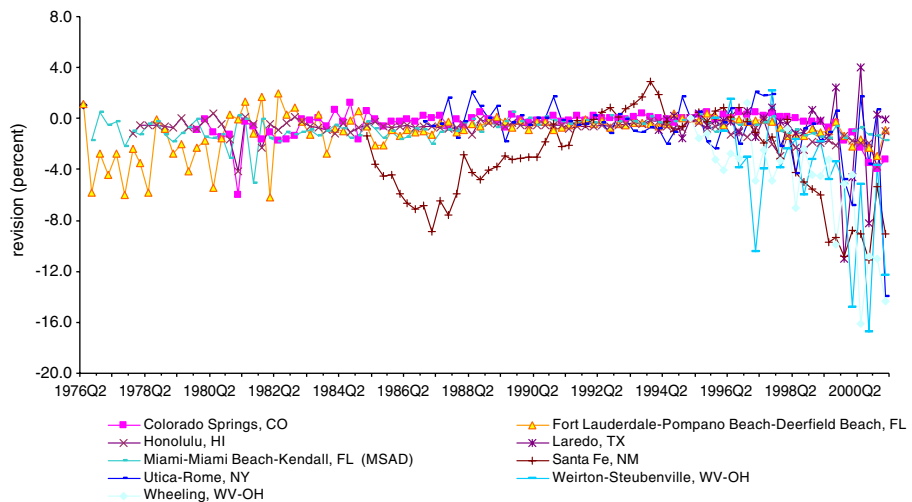 8.0
4.0
0.0
-4.0
-8.0
-12.0
-16.0
-20.0
revision (percent)
1976Q2 1978Q2 1980Q2 1982Q2 1984Q2 1986Q2 1988Q2 1990Q2 1992Q2 1994Q2 1996Q2 1998Q2 2000Q2
Colorado Springs, CO
Fort Lauderdale-Pompano Beach-Deerfield Beach, FL
Honolulu, HI
Laredo, TX
Miami-Miami Beach-Kendall, FL (MSAD)
Santa Fe, NM
Utica-Rome, NY
Weirton-Steubenville, WV-OH
Wheeling, WV-OH